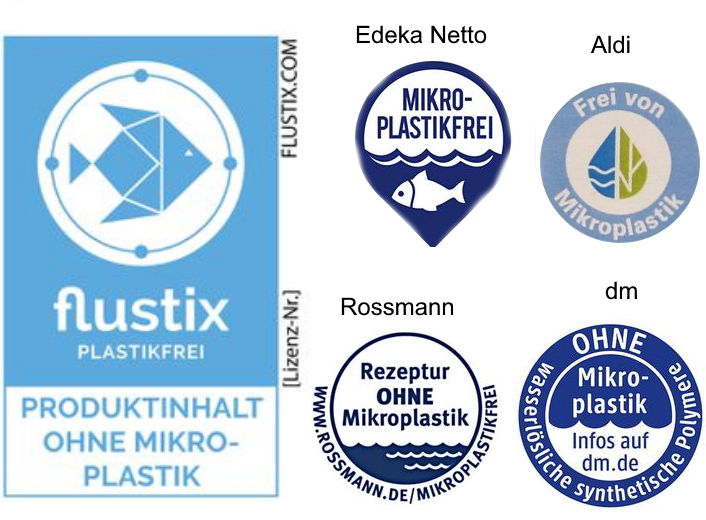 flustix
PLASTIKFREI
PRODUKTINHALT
OHNE MIKRO-
PLASTIK
FLUSTIX.COM
[Lizenz-Nr.]
Edeka Netto
MIKRO-
PLASTIKFREI
Aldi
Frei von
Mikroplastik
Rossmann
Rezeptur
OHNE
Mikroplastik
WWW.ROSSMANN.DE/MIKROPLASTIKFREI
dm
OHNE
Mikro-
plastik
Infos auf
dm.de
wasserlösliche synthetische Polymere